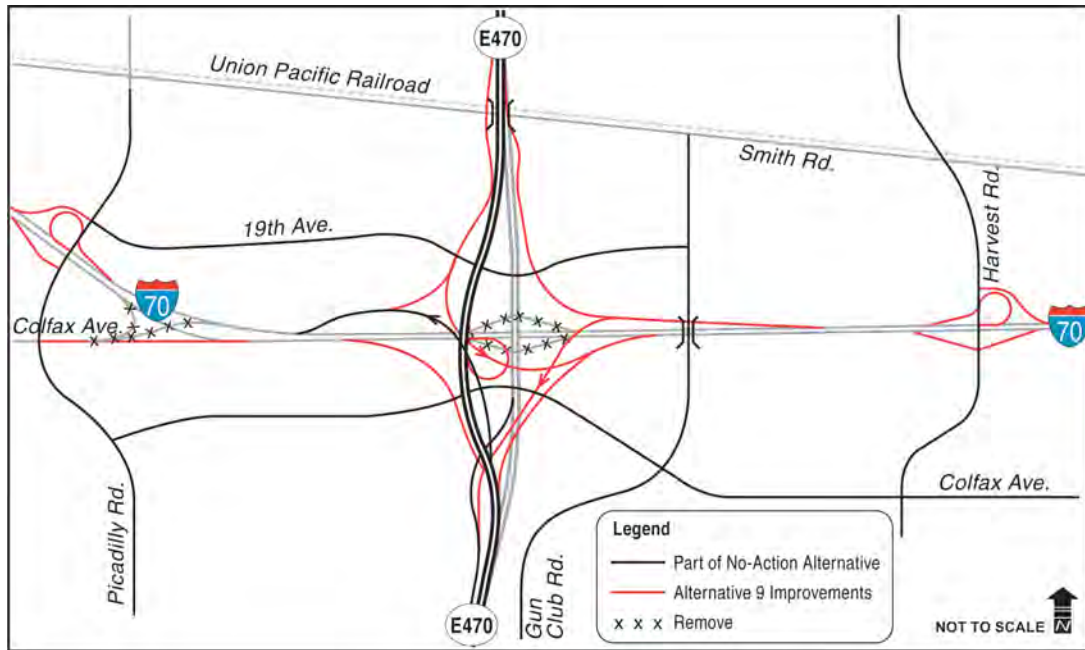 E470
Union Pacific Railroad
Smith Rd.
Harvest Rd.
19th Ave.
70
Colfax Ave.
70
Colfax Ave.
Picadilly Rd.
Gun
Club Rd.
E470
Legend
Part of No-Action Alternative
Alternative 9 Improvements
x x x Remove
NOT TO SCALE
N